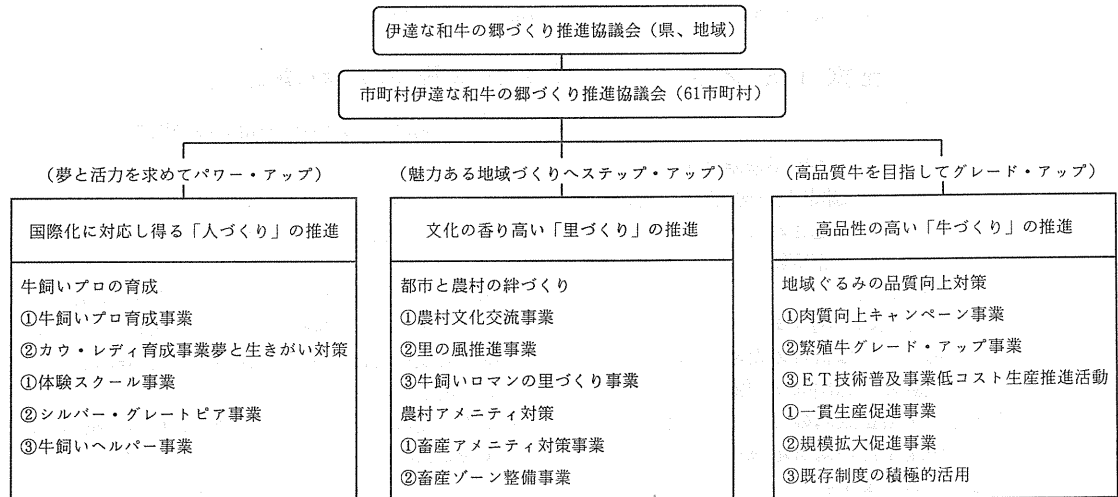 伊達な和牛の郷づくり推進協議会（県、地域）
市町村伊達な和牛の郷づくり推進協議会（61市町村）
（夢と活力を求めてパワー・アップ）
国際化に対応し得る「人づくり」の推進
牛飼いプロの育成
①牛飼いプロ育成事業
②カウ・レディ育成事業夢と生きがい対策
①体験スクール事業
②シルバー・グレートピア事業
③牛飼いヘルパー事業
（魅力ある地域づくりへステップ・アップ）
文化の香り高い「里づくり」の推進
都市と農村の絆づくり
①農村文化交流事業
②里の風推進事業
③牛飼いロマンの里づくり事業
農村アメニティ対策
①畜産アメニティ対策事業
②畜産ゾーン整備事業
（高品質牛を目指してグレード・アップ）
高品性の高い「牛づくり」の推進
地域ぐるみの品質向上対策
①肉質向上キャンペーン事業
②繁殖牛グレード・アップ事業
③ＥＴ技術普及事業低コスト生産推進活動
①一貫生産促進事業
②規模拡大促進事業
③既存制度の積極的活用